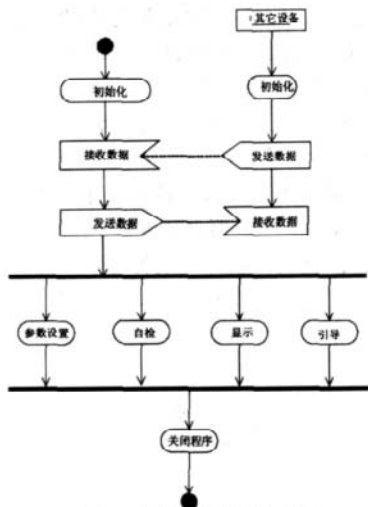 :其它设备
初始化
初始化
接收数据
发送数据
发送数据
接收数据
参数设置
自检
显示
引导
关闭程序